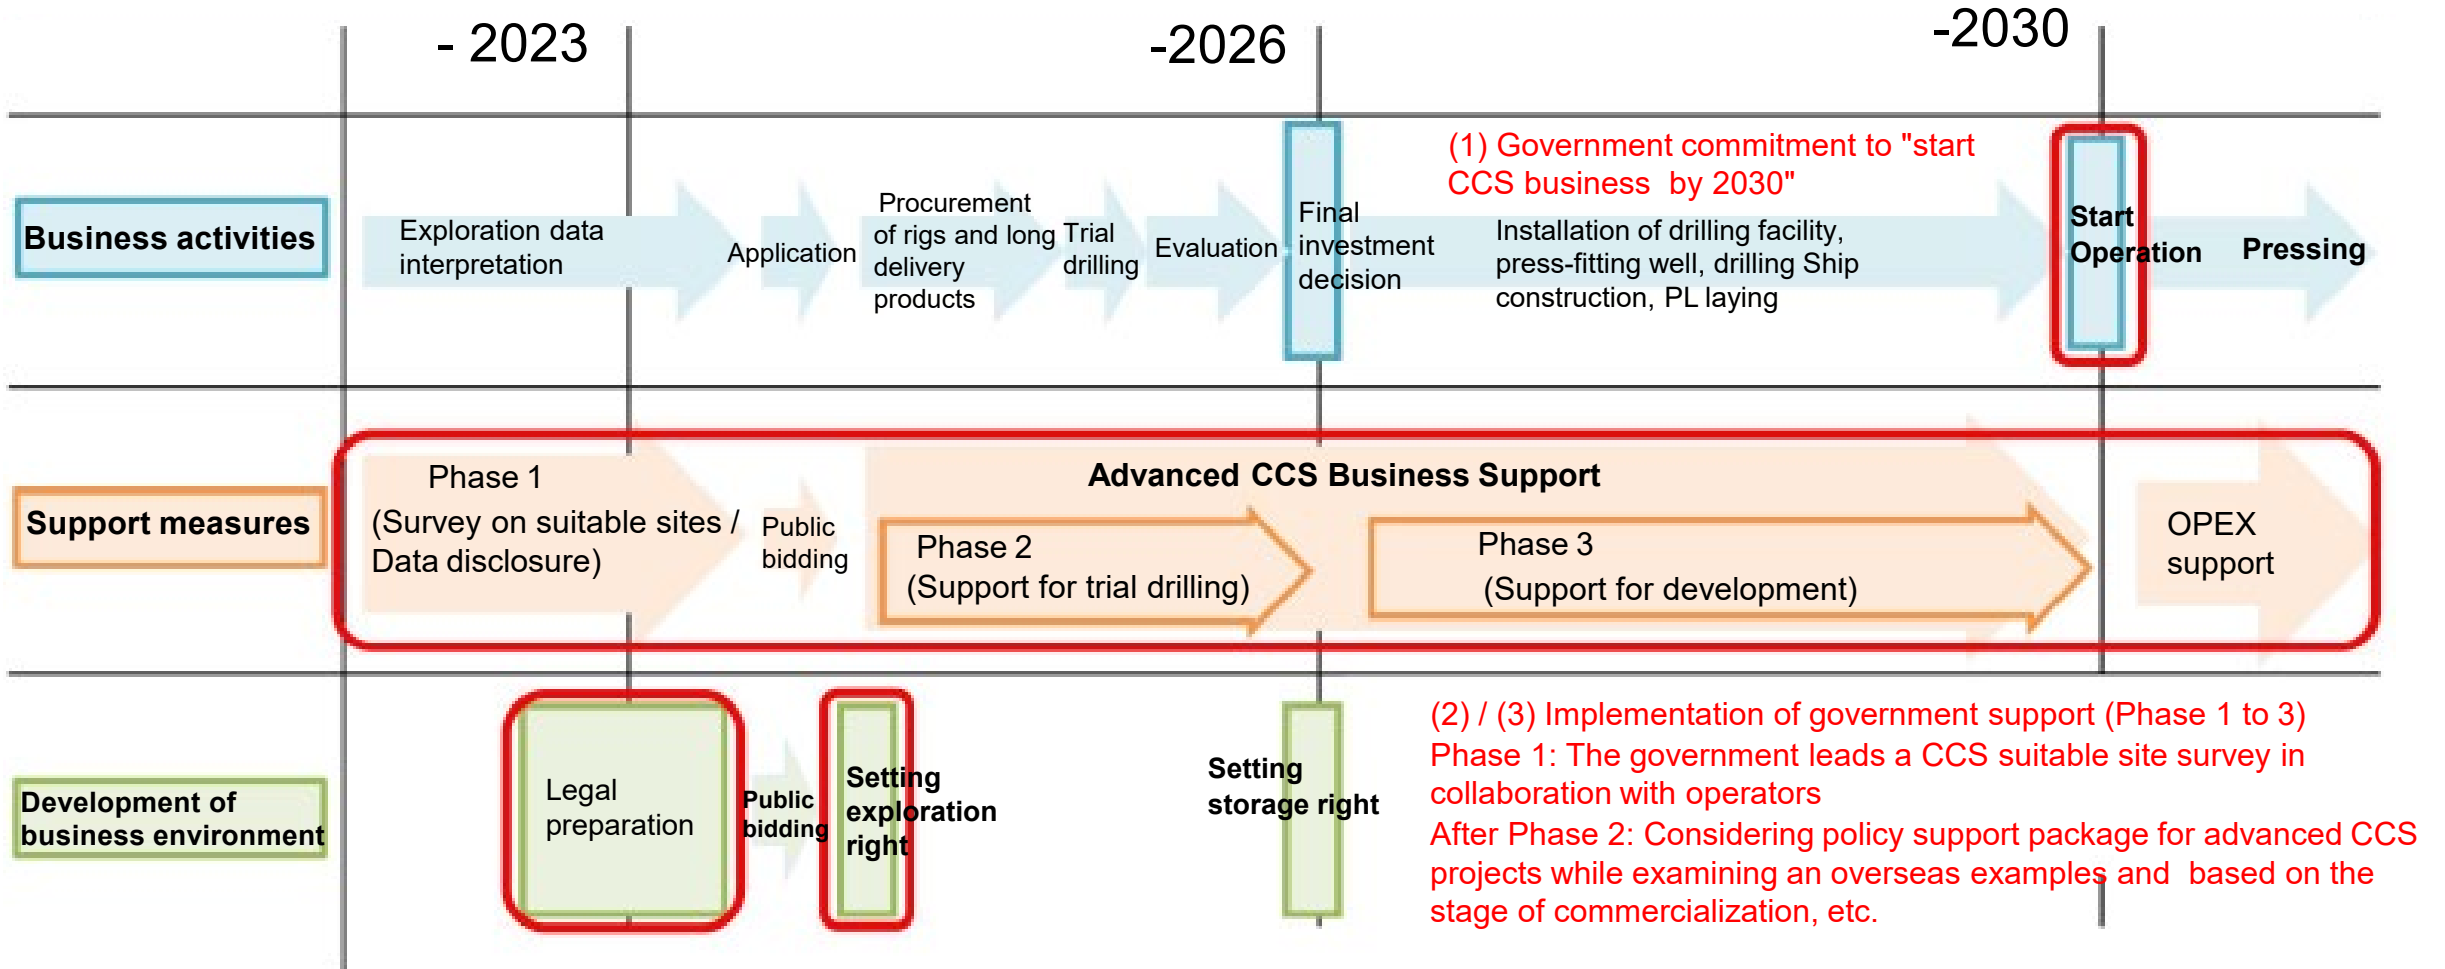 - 2023
-2026
-2030
Business activities
Exploration data
interpretation
Application
Procurement
of rigs and long
delivery
products
Trial
drilling
Evaluation
Final
investment
decision
(1) Government commitment to "start
CCS business  by 2030"
Installation of drilling facility,
press-fitting well, drilling Ship
construction, PL laying
Start
Operation
Pressing
Support measures
Phase 1
(Survey on suitable sites /
Data disclosure)
Public
bidding
Advanced CCS Business Support
Phase 2
(Support for trial drilling)
Phase 3
(Support for development)
OPEX
support
Development of
business environment
Legal
preparation
Public
bidding
Setting
exploration
right
Setting
storage right
(2) / (3) Implementation of government support (Phase 1 to 3)
Phase 1: The government leads a CCS suitable site survey in
collaboration with operators
After Phase 2: Considering policy support package for advanced CCS
projects while examining an overseas examples and  based on the
stage of commercialization, etc.